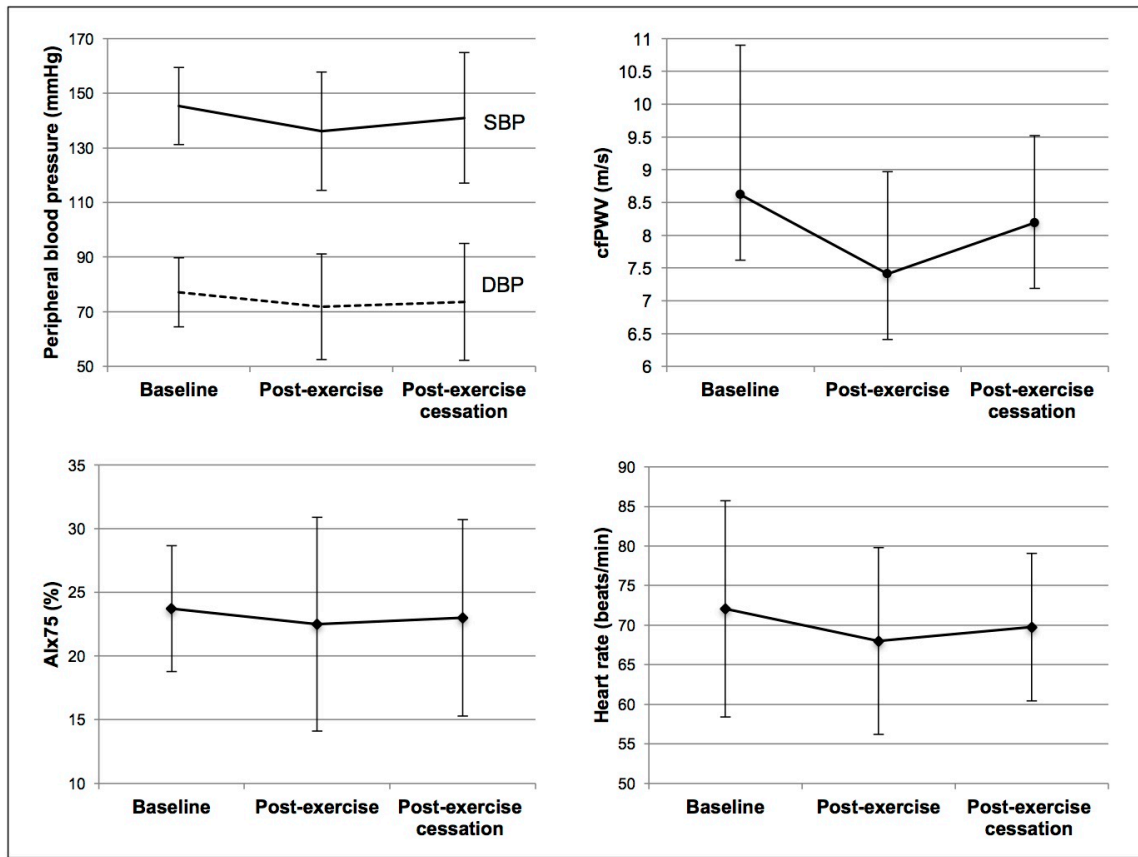 Peripheral blood pressure (mmHg)
170
150
130
110
90
70
50
SBP
DBP
Baseline
Post-exercise
Post-exercise
cessation
cfPWV (m/s)
11
10.5
10
9.5
9
8.5
8
7.5
7
6.5
6
Baseline
Post-exercise
Post-exercise
cessation
AIx75 (%)
35
30
25
20
15
10
Baseline
Post-exercise
Post-exercise
cessation
Heart rate (beats/min)
90
85
80
75
70
65
60
55
50
Baseline
Post-exercise
Post-exercise
cessation